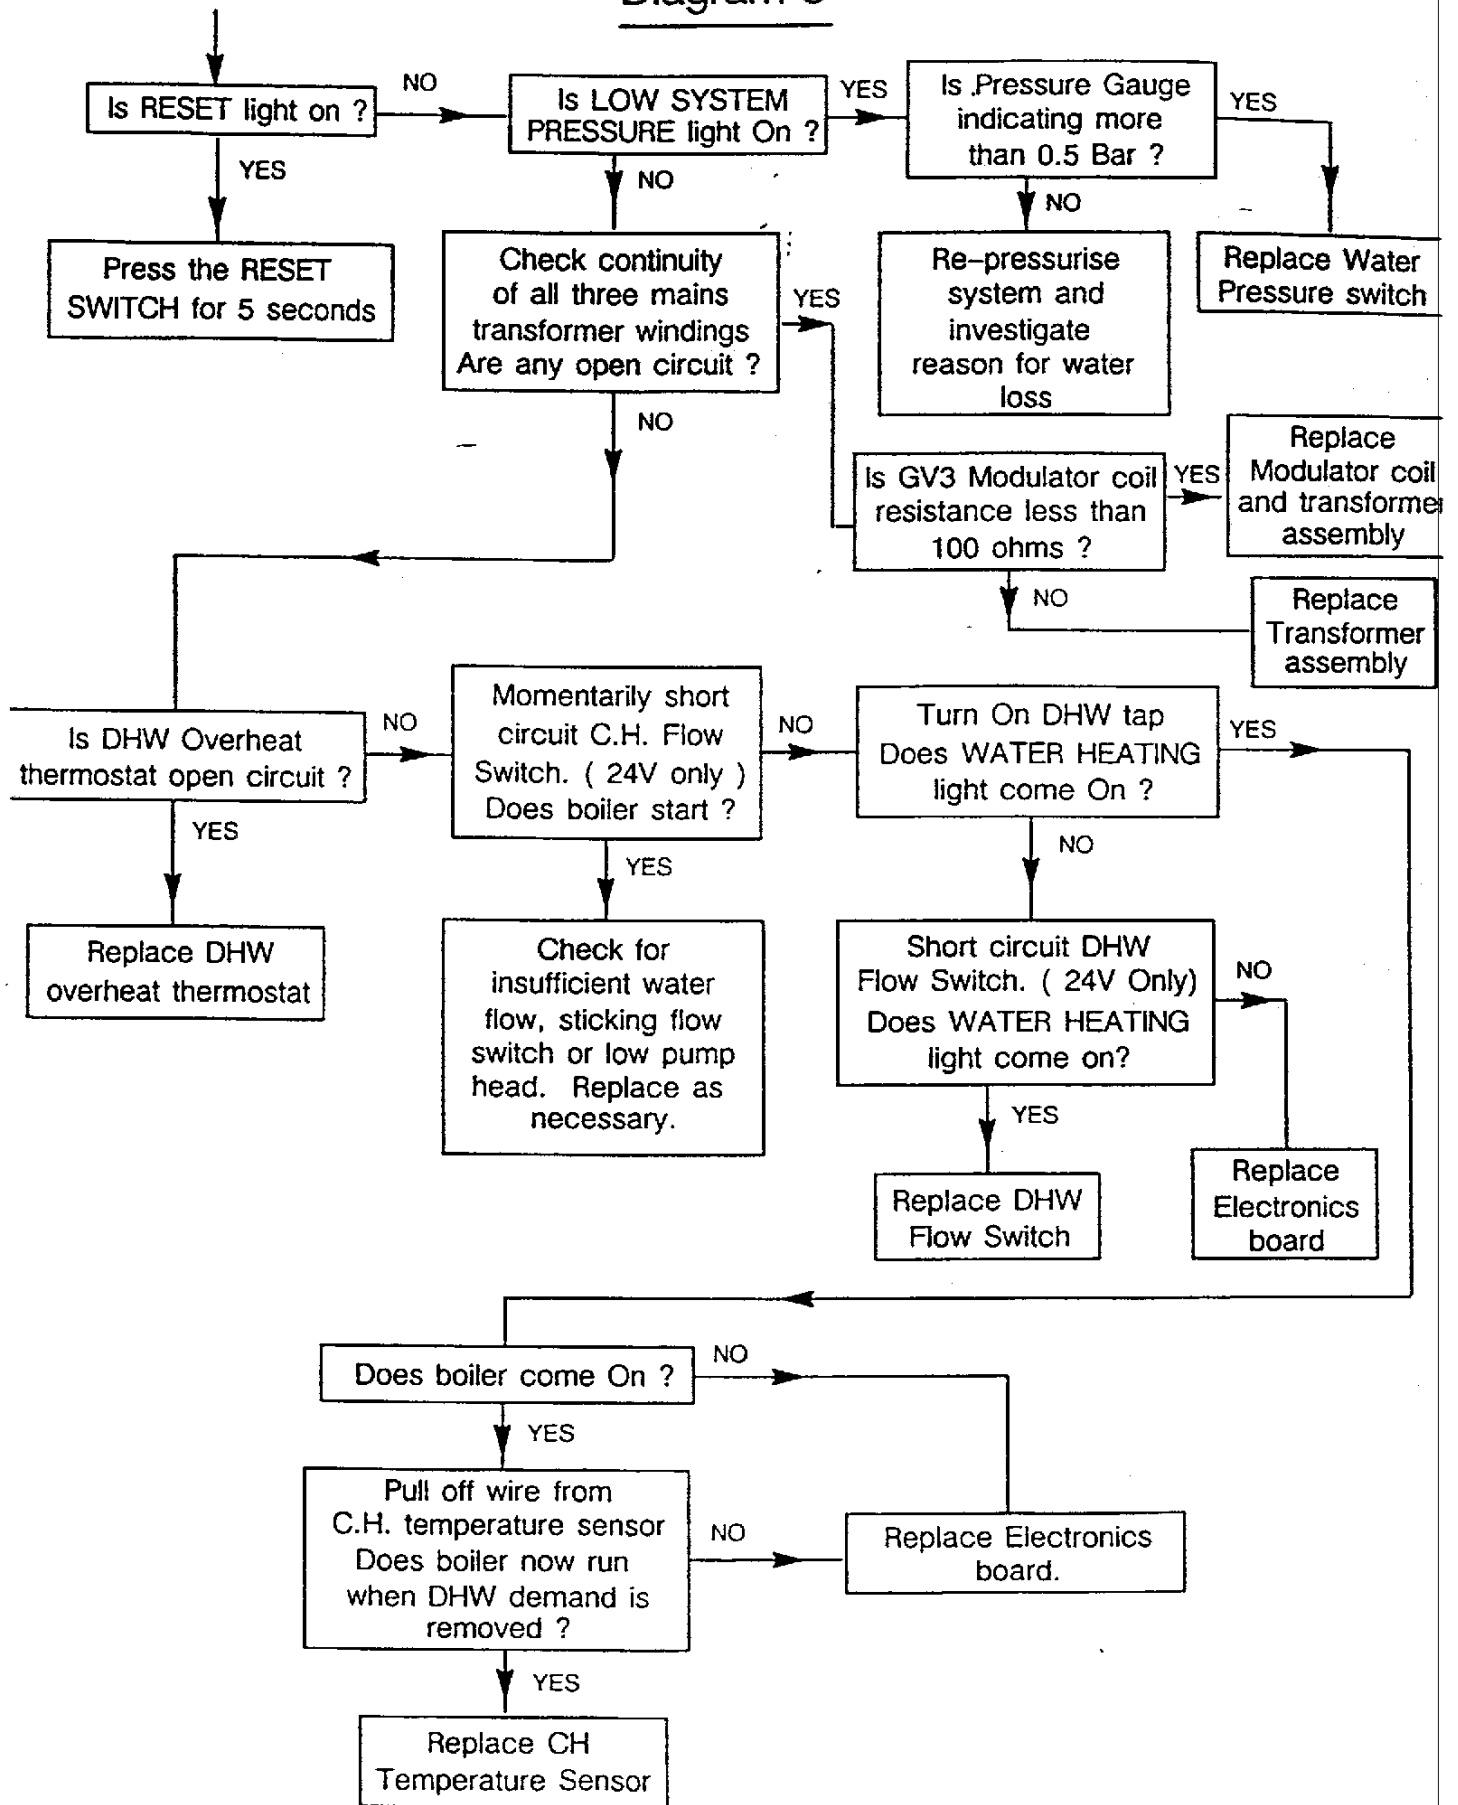 Is RESET light on ?
NO
YES
Press the RESET
SWITCH for 5 seconds
Is LOW SYSTEM
PRESSURE light On ?
YES
NO
Is .Pressure Gauge
indicating more
than 0.5 Bar ?
YES
NO
Replace Water
Pressure switch
Re-pressurise
system and
investigate
reason for water
loss
Check continuity
of all three mains
transformer windings
Are any open circuit ?
YES
NO
Is GV3 Modulator coil
resistance less than
100 ohms ?
YES
NO
Replace
Modulator coil
and transformer
assembly
Replace
Transformer
assembly
Is DHW Overheat
thermostat open circuit ?
NO
YES
Replace DHW
overheat thermostat
Momentarily short
circuit C.H. Flow
Switch. ( 24V only )
Does boiler start ?
NO
YES
Check for
insufficient water
flow, sticking flow
switch or low pump
head. Replace as
necessary.
Turn On DHW tap
Does WATER HEATING
light come On ?
YES
NO
Short circuit DHW
Flow Switch. ( 24V Only)
Does WATER HEATING
light come on?
NO
YES
Replace DHW
Flow Switch
Replace
Electronics
board
Does boiler come On ?
NO
YES
Pull off wire from
C.H. temperature sensor
Does boiler now run
when DHW demand is
removed ?
NO
YES
Replace Electronics
board.
Replace CH
Temperature Sensor